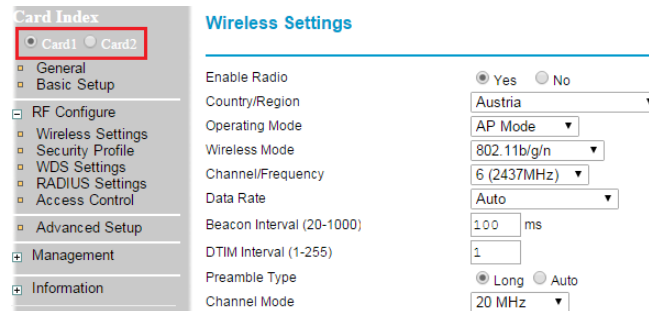 Card Index
Card1 Card2
General
Basic Setup
RF Configure
Wireless Settings
Security Profile
WDS Settings
RADIUS Settings
Access Control
Advanced Setup
Management
Information
Wireless Settings
Enable Radio Yes No
Country/Region Austria
Operating Mode AP Mode
Wireless Mode 802.11b/g/n
Channel/Frequency 6 (2437MHz)
Data Rate Auto
Beacon Interval (20-1000) 100 ms
DTIM Interval (1-255) 1
Preamble Type Long Auto
Channel Mode 20 MHz